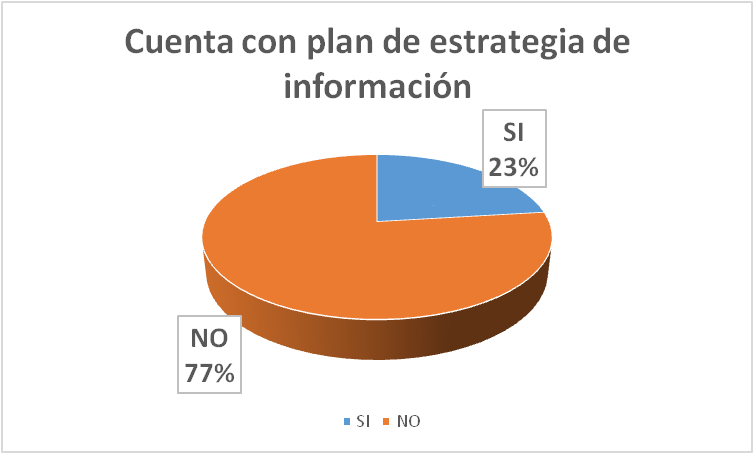 Cuenta con plan de estrategia de
información
SI
23%
NO
77%
SI NO